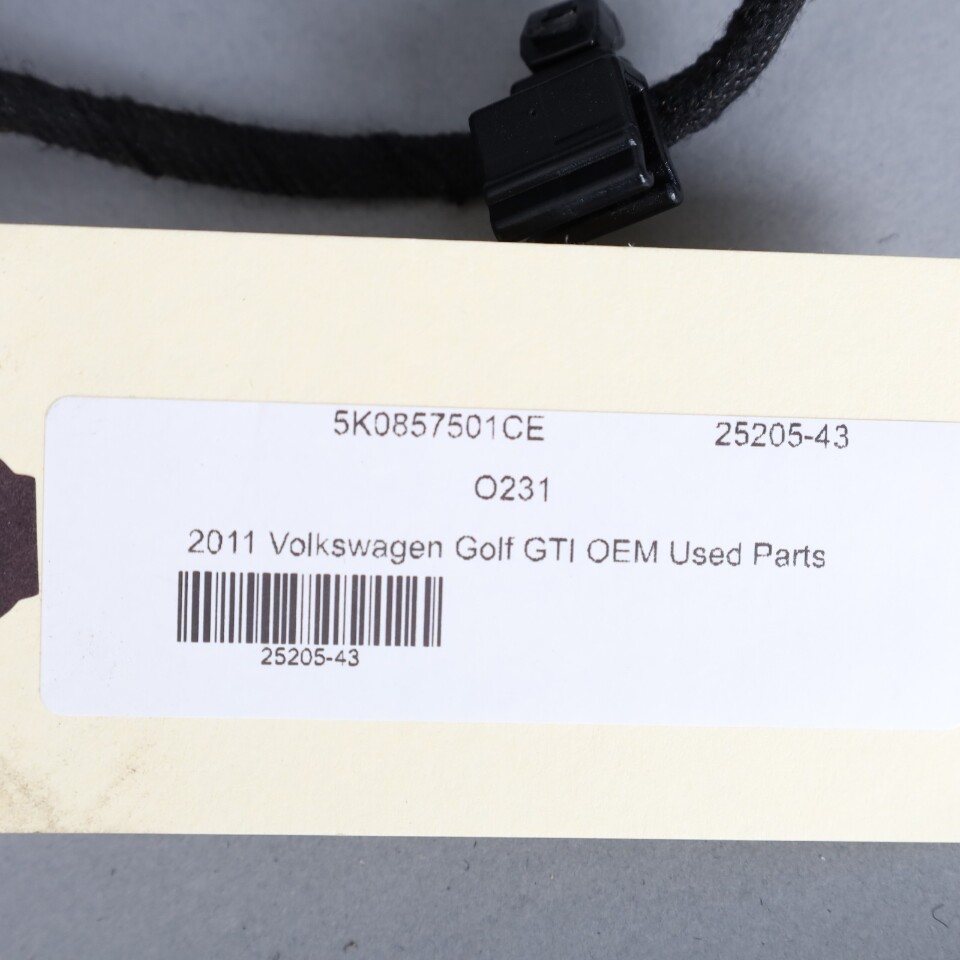 5K0857501CE 25205-43
O231
2011 Volkswagen Golf GTI OEM Used Parts
25205-43